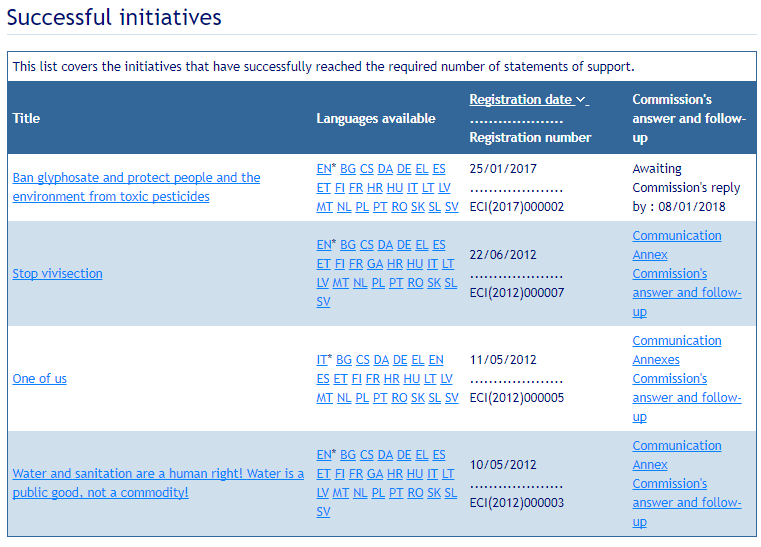 Successful initiatives
This list covers the initiatives that have successfully reached the required number of statements of support.
Title
Languages available
Registration date
....................
Registration number
Commission's
answer and follow-
up
Ban glyphosate and protect people and the
environment from toxic pesticides
EN* BG CS DA DE EL ES
ET FI FR HR HU IT LT LV
MT NL PL PT RO SK SL SV
25/01/2017
....................
ECI(2017)000002
Awaiting
Commission's reply
by : 08/01/2018
Stop vivisection
EN* BG CS DA DE EL ES
ET FI FR GA HR HU IT LT
LV MT NL PL PT RO SK SL
SV
22/06/2012
....................
ECI(2012)000007
Communication
Annex
Commission's
answer and follow-
up
One of us
IT* BG CS DA DE EL EN
ES ET FI FR HR HU LT LV
MT NL PL PT RO SK SL SV
11/05/2012
....................
ECI(2012)000005
Communication
Annexes
Commission's
answer and follow-
up
Water and sanitation are a human right! Water is a
public good, not a commodity!
EN* BG CS DA DE EL ES
ET FI FR GA HR HU IT LT
LV MT NL PL PT RO SK SL
SV
10/05/2012
....................
ECI(2012)000003
Communication
Annex
Commission's
answer and follow-
up